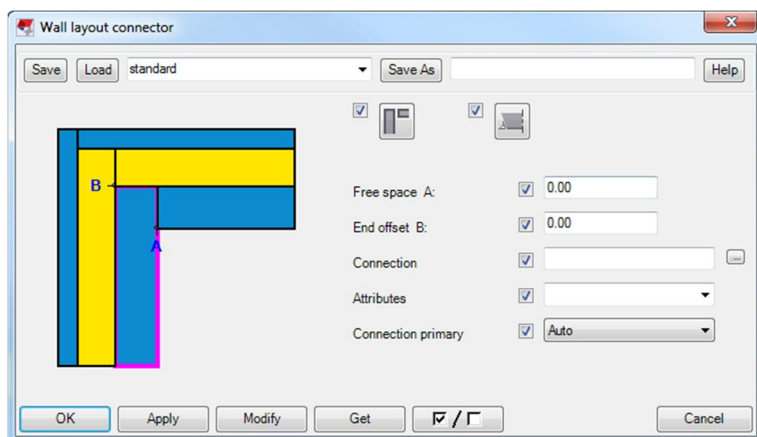 Wall layout connector
Save Load standard Save As Help
B
A
Free space A: 0.00
End offset B: 0.00
Connection
Attributes
Connection primary Auto
OK Apply Modify Get / Cancel